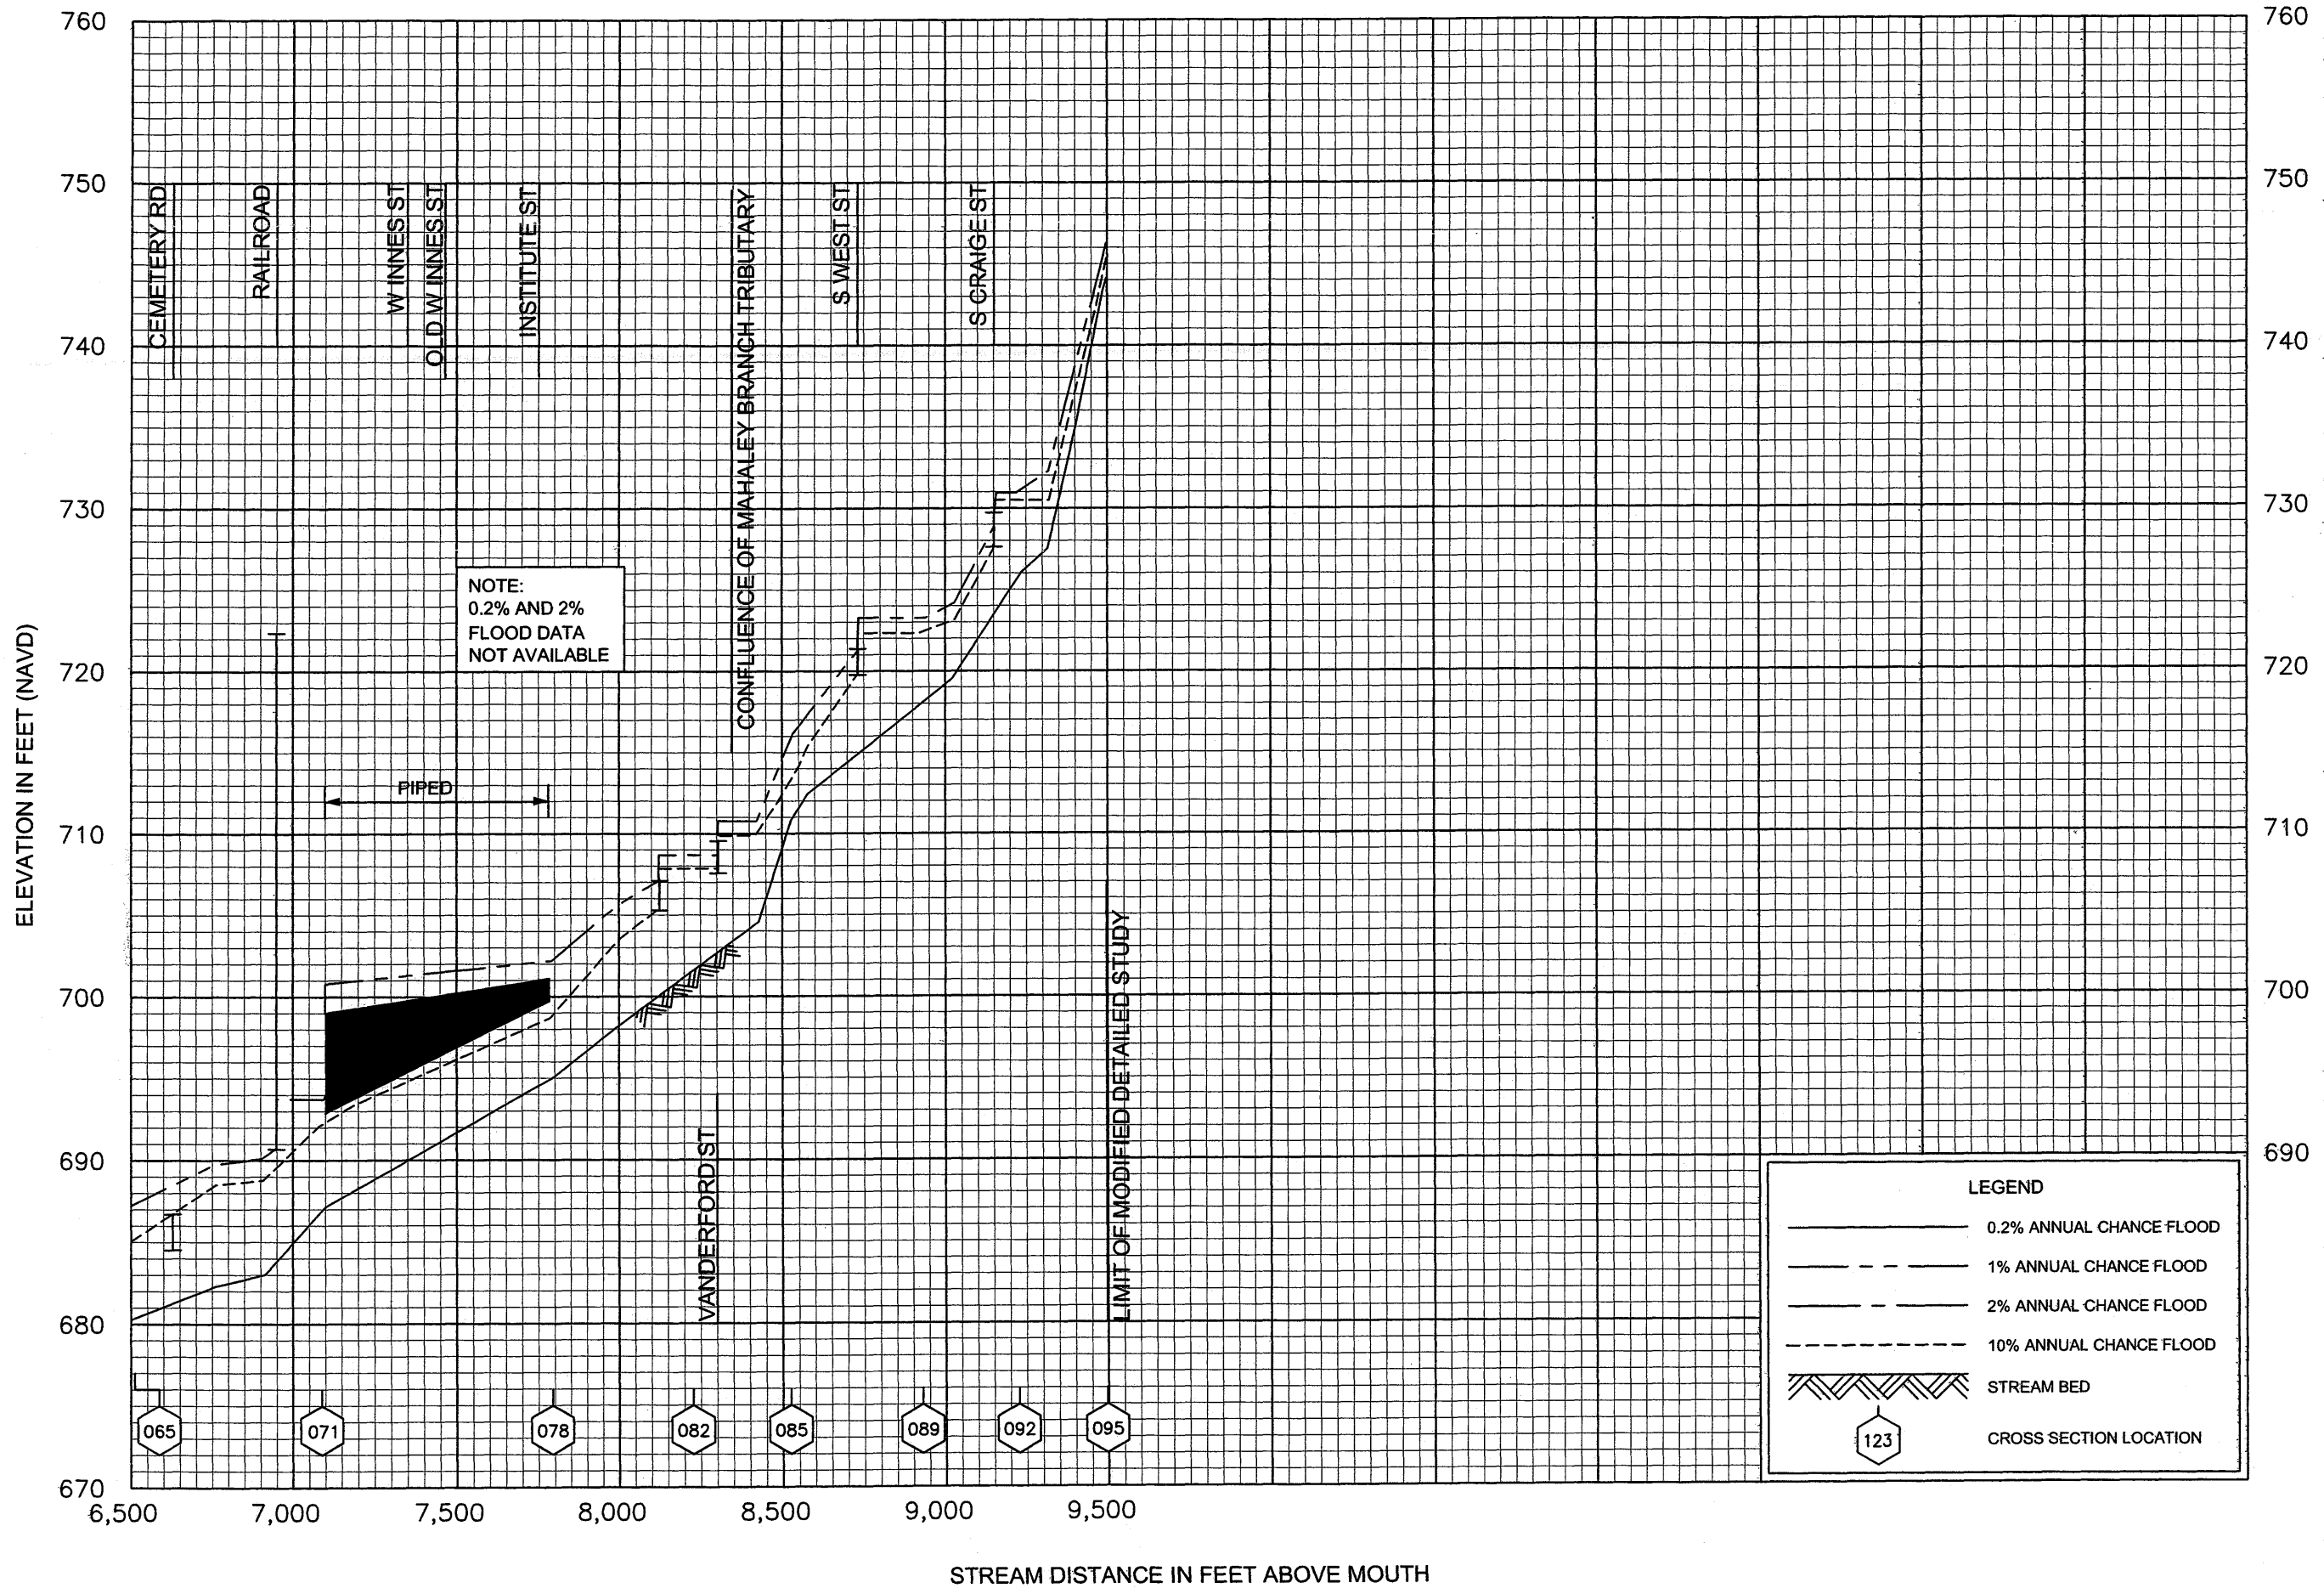 760
750
740
730
720
710
700
690
680
670
ELEVATION IN FEET (NAVD)
CEMETERY RD
RAILROAD
W INNES ST
OLD W INNES ST
INSTITUTE ST
CONFLUENCE OF MAHALEY BRANCH TRIBUTARY
S WEST ST
S CRAIGE ST
NOTE:
0.2% AND 2%
FLOOD DATA
NOT AVAILABLE
PIPED
VANDERFORD ST
LIMIT OF MODIFIED DETAILED STUDY
760
750
740
730
720
710
700
690
LEGEND
0.2% ANNUAL CHANCE FLOOD
1% ANNUAL CHANCE FLOOD
2% ANNUAL CHANCE FLOOD
10% ANNUAL CHANCE FLOOD
STREAM BED
123
CROSS SECTION LOCATION
065
071
078
082
085
089
092
095
6,500
7,000
7,500
8,000
8,500
9,000
9,500
STREAM DISTANCE IN FEET ABOVE MOUTH